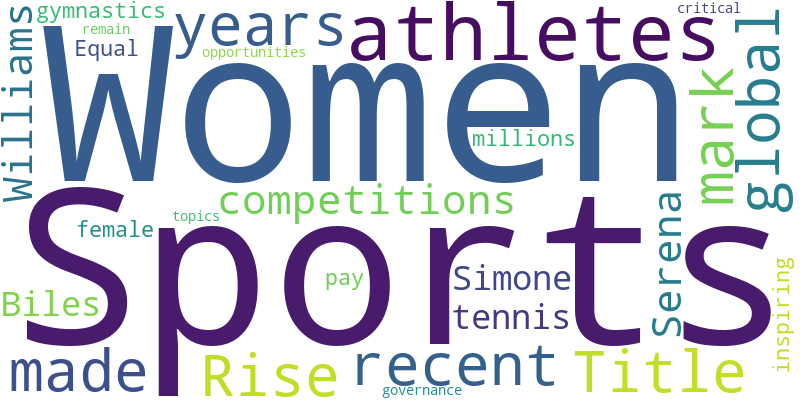 gymnastics
remain
Equal
years
opportunities
athletes
critical
Williams
Women
millions
mark
global
competitions
female
topics
Sports
Serena
Biles
pay
Simone
tennis
inspiring
made
Rise
recent
governance
Title